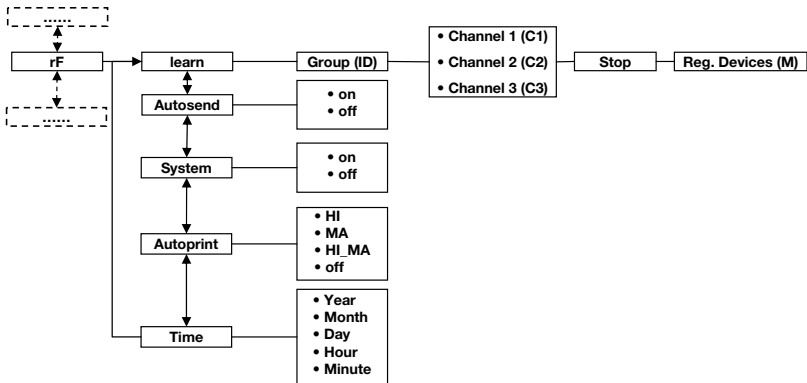 ......
rF
......
learn
Group (ID)
• Channel 1 (C1)
• Channel 2 (C2)
• Channel 3 (C3)
Stop
Reg. Devices (M)
Autosend
• on
• off
System
• on
• off
Autoprint
• HI
• MA
• HI_MA
• off
Time
• Year
• Month
• Day
• Hour
• Minute